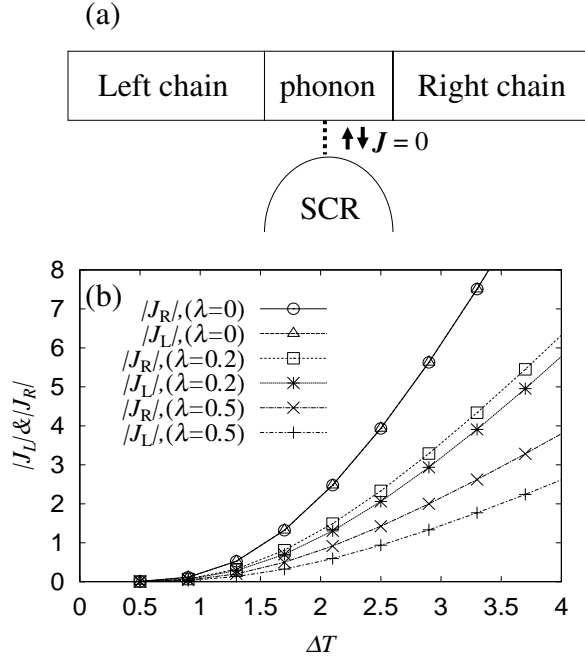 (a)
Left chain phonon Right chain
J = 0
SCR
(b)
|J_R|,(λ=0)
|J_L|,(λ=0)
|J_R|,(λ=0.2)
|J_L|,(λ=0.2)
|J_R|,(λ=0.5)
|J_L|,(λ=0.5)
|J_L|&|J_R|
8
7
6
5
4
3
2
1
0
0 0.5 1 1.5 2 2.5 3 3.5 4
ΔT